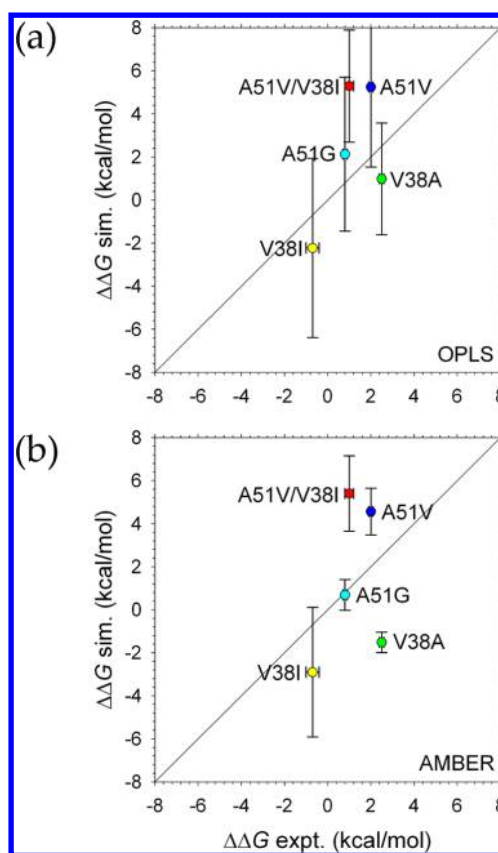 (a)
8
6
A51V/V38I
A51V
4
A51G
2
V38A
0
-2
V38I
-4
-6
OPLS
-8
ΔΔG sim. (kcal/mol)
-8 -6 -4 -2 0 2 4 6 8
(b)
8
6
A51V/V38I
A51V
4
2
A51G
0
V38A
-2
V38I
-4
-6
AMBER
-8
ΔΔG sim. (kcal/mol)
-8 -6 -4 -2 0 2 4 6 8
ΔΔG expt. (kcal/mol)